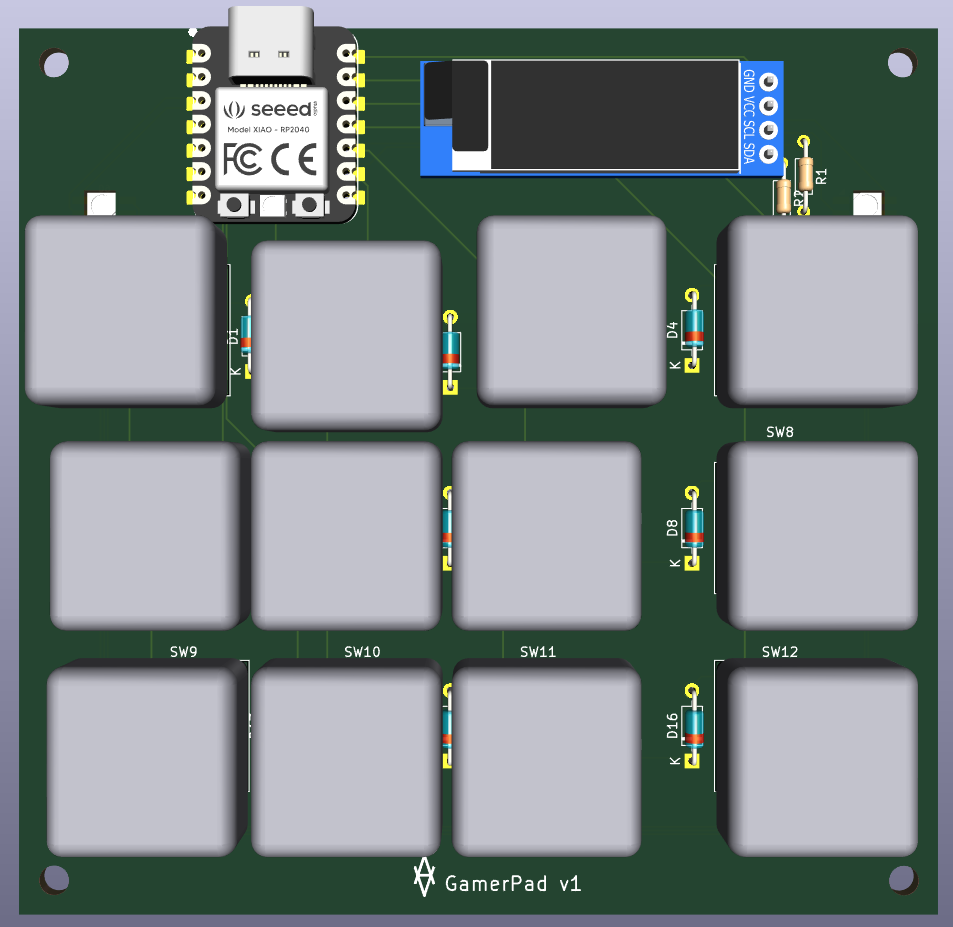 seeed
Model XIAO - RP2040
FC CE
GND VCC SCL SDA
R1
D1
K
D4
K
SW8
D8
K
SW9
SW10
SW11
SW12
D16
K
GamerPad v1